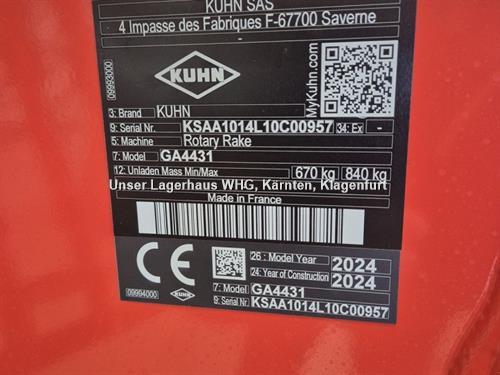 KUHN SAS
4 Impasse des Fabriques F-67700 Saverne
KUHN
MyKuhn.com
09993000
3: Brand KUHN
9: Serial Nr. KSAA1014L10C00957 34: Ex -
5: Machine Rotary Rake
7: Model GA4431
12: Unladen Mass Min/Max 670 kg 840 kg
Unser Lagerhaus WHG, Kärnten, Klagenfurt
Made in France
CE
26: Model Year 2024
24: Year of Construction 2024
09994000
KUHN
7: Model GA4431
9: Serial Nr. KSAA1014L10C00957